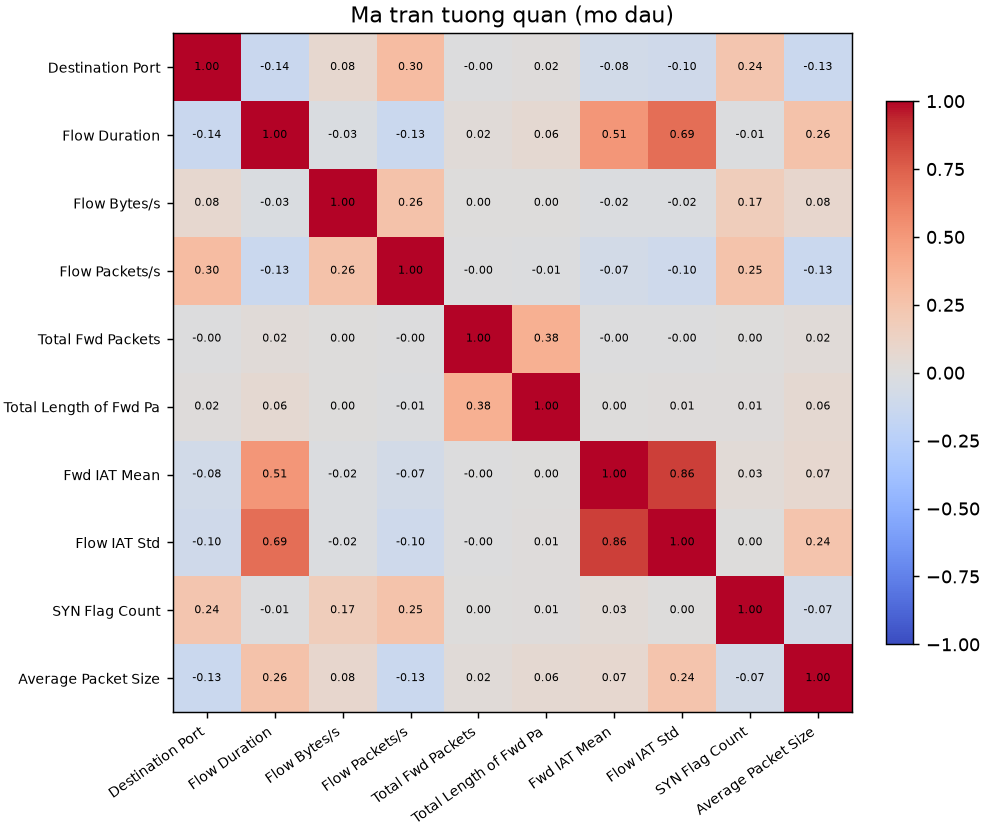 Ma tran tuong quan (mo dau)
Destination Port 1.00 -0.14 0.08 0.30 -0.00 0.02 -0.08 -0.10 0.24 -0.13
Flow Duration -0.14 1.00 -0.03 -0.13 0.02 0.06 0.51 0.69 -0.01 0.26
Flow Bytes/s 0.08 -0.03 1.00 0.26 0.00 0.00 -0.02 -0.02 0.17 0.08
Flow Packets/s 0.30 -0.13 0.26 1.00 -0.00 -0.01 -0.07 -0.10 0.25 -0.13
Total Fwd Packets -0.00 0.02 0.00 -0.00 1.00 0.38 -0.00 -0.00 0.00 0.02
Total Length of Fwd Pa 0.02 0.06 0.00 -0.01 0.38 1.00 0.00 0.01 0.01 0.06
Fwd IAT Mean -0.08 0.51 -0.02 -0.07 -0.00 0.00 1.00 0.86 0.03 0.07
Flow IAT Std -0.10 0.69 -0.02 -0.10 -0.00 0.01 0.86 1.00 0.00 0.24
SYN Flag Count 0.24 -0.01 0.17 0.25 0.00 0.01 0.03 0.00 1.00 -0.07
Average Packet Size -0.13 0.26 0.08 -0.13 0.02 0.06 0.07 0.24 -0.07 1.00
Destination Port
Flow Duration
Flow Bytes/s
Flow Packets/s
Total Fwd Packets
Total Length of Fwd Pa
Fwd IAT Mean
Flow IAT Std
SYN Flag Count
Average Packet Size
1.00
0.75
0.50
0.25
0.00
−0.25
−0.50
−0.75
−1.00